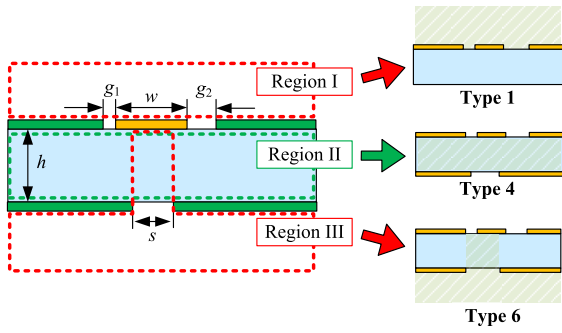 g1
w
g2
h
s
Region I
Region II
Region III
Type 1
Type 4
Type 6